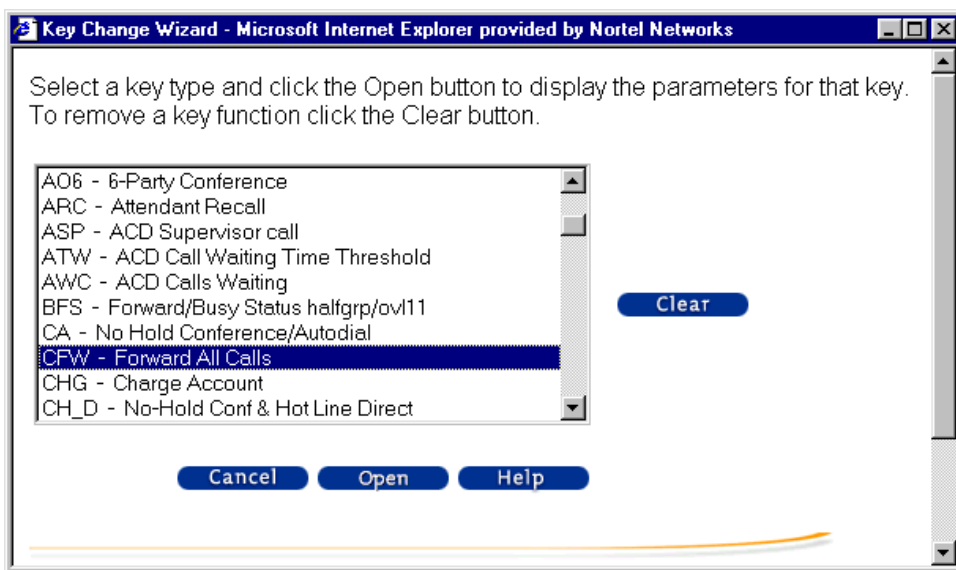 Key Change Wizard - Microsoft Internet Explorer provided by Nortel Networks
Select a key type and click the Open button to display the parameters for that key.
To remove a key function click the Clear button.
AO6 - 6-Party Conference
ARC - Attendant Recall
ASP - ACD Supervisor call
ATW - ACD Call Waiting Time Threshold
AWC - ACD Calls Waiting
BFS - Forward/Busy Status halfgrp/ovl11
CA - No Hold Conference/Autodial
CFW - Forward All Calls
CHG - Charge Account
CH_D - No-Hold Conf & Hot Line Direct
Clear
Cancel Open Help